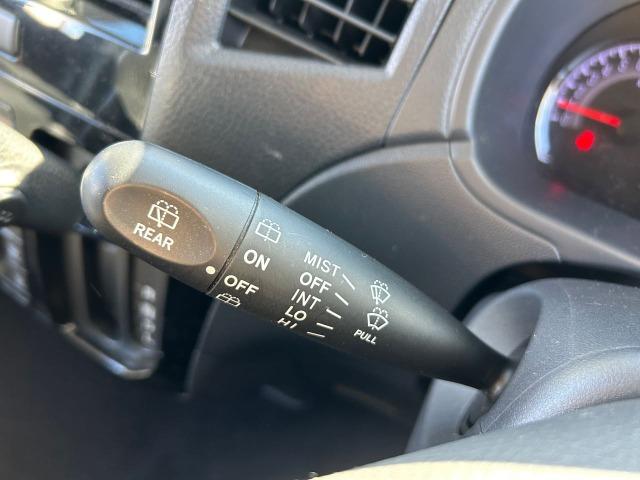 REAR
ON
OFF
MIST
OFF
INT
LO
HI
PULL